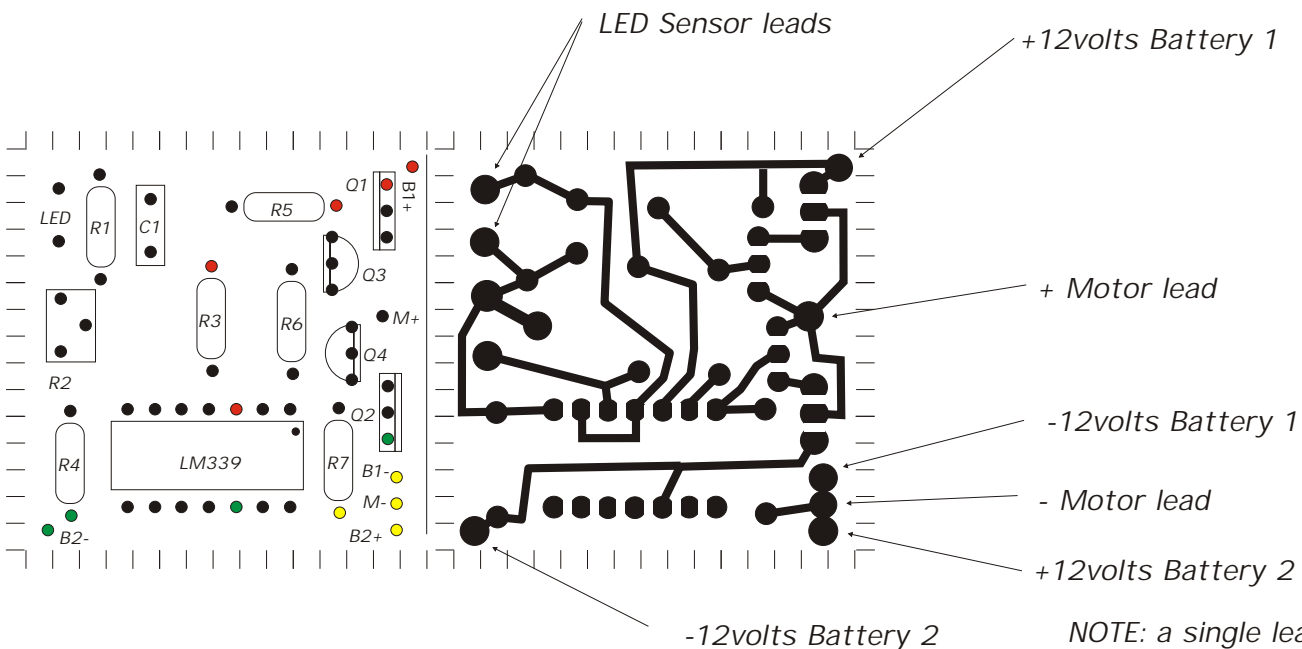 LED Sensor leads
+12volts Battery 1
Q1
B1+
LED
R1
C1
R5
Q3
+ Motor lead
R3
R6
M+
Q4
R2
Q2
-12volts Battery 1
R4
LM339
R7
B1-
M-
- Motor lead
B2-
B2+
+12volts Battery 2
-12volts Battery 2
NOTE: a single lea